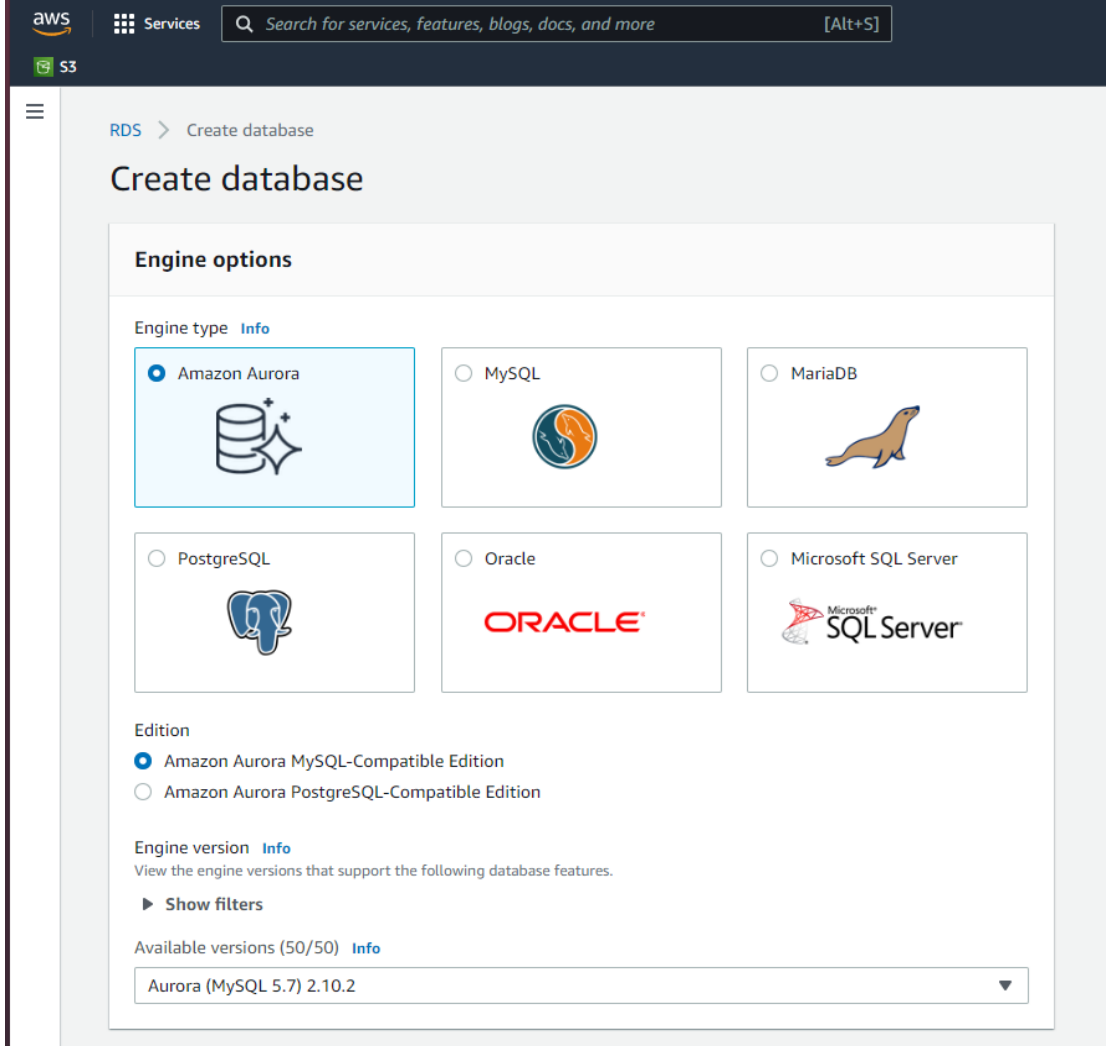 aws
Services
Search for services, features, blogs, docs, and more
[Alt+S]
S3
RDS
Create database
Create database
Engine options
Engine type Info
Amazon Aurora
MySQL
MariaDB
PostgreSQL
Oracle
ORACLE
Microsoft SQL Server
Microsoft
SQL Server
Edition
Amazon Aurora MySQL-Compatible Edition
Amazon Aurora PostgreSQL-Compatible Edition
Engine version Info
View the engine versions that support the following database features.
Show filters
Available versions (50/50) Info
Aurora (MySQL 5.7) 2.10.2